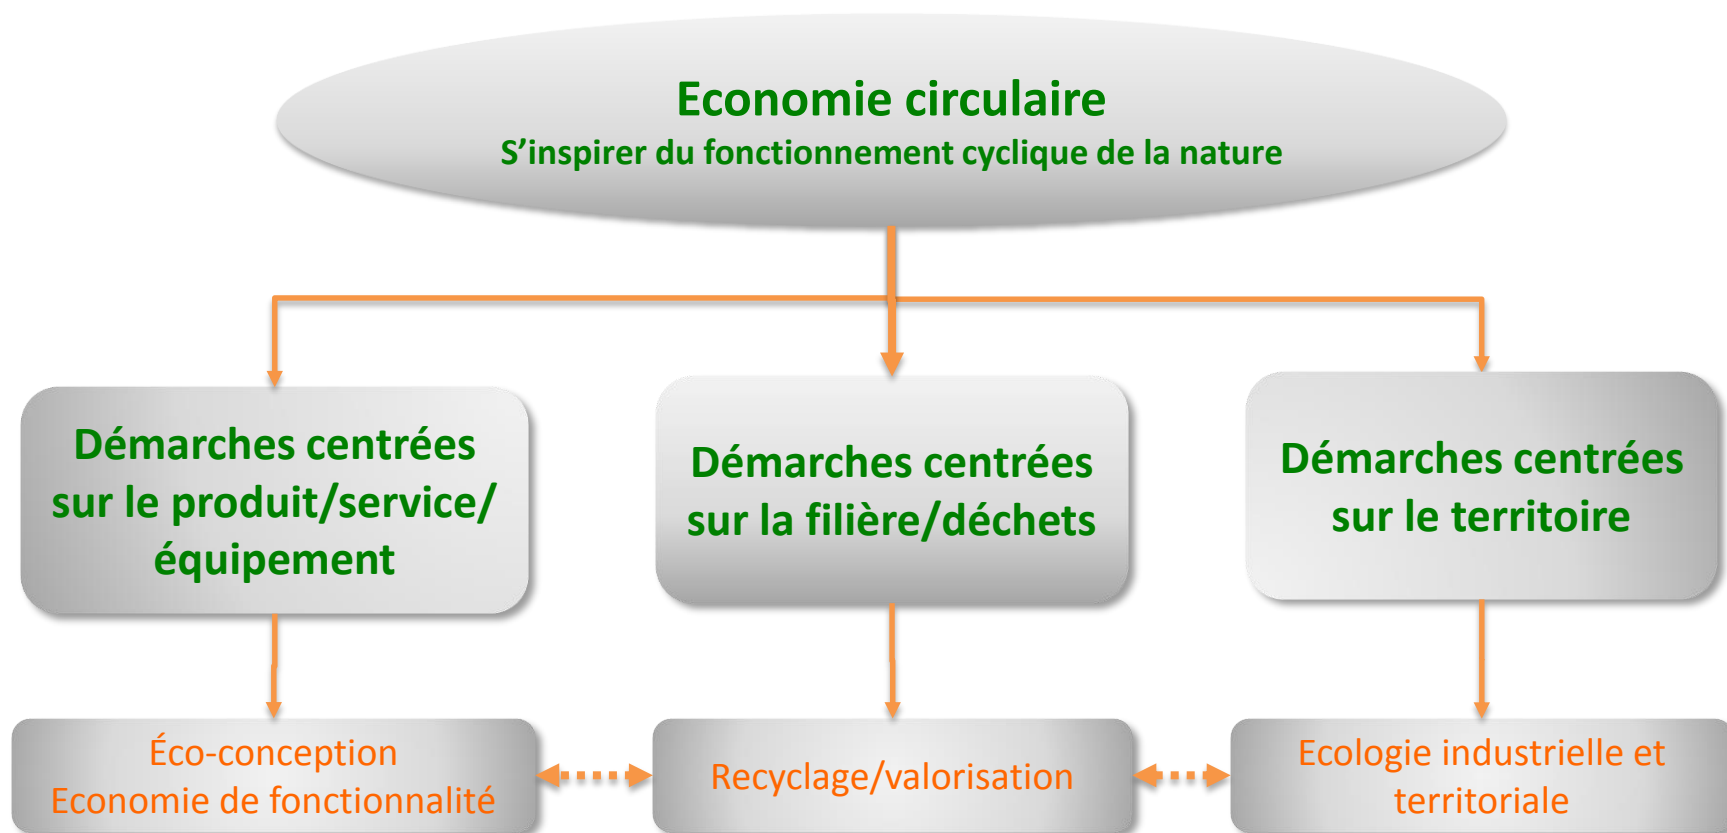 Economie circulaire
S’inspirer du fonctionnement cyclique de la nature
Démarches centrées
sur le produit/service/
équipement
Démarches centrées
sur la filière/déchets
Démarches centrées
sur le territoire
Éco-conception
Economie de fonctionnalité
Recyclage/valorisation
Ecologie industrielle et
territoriale